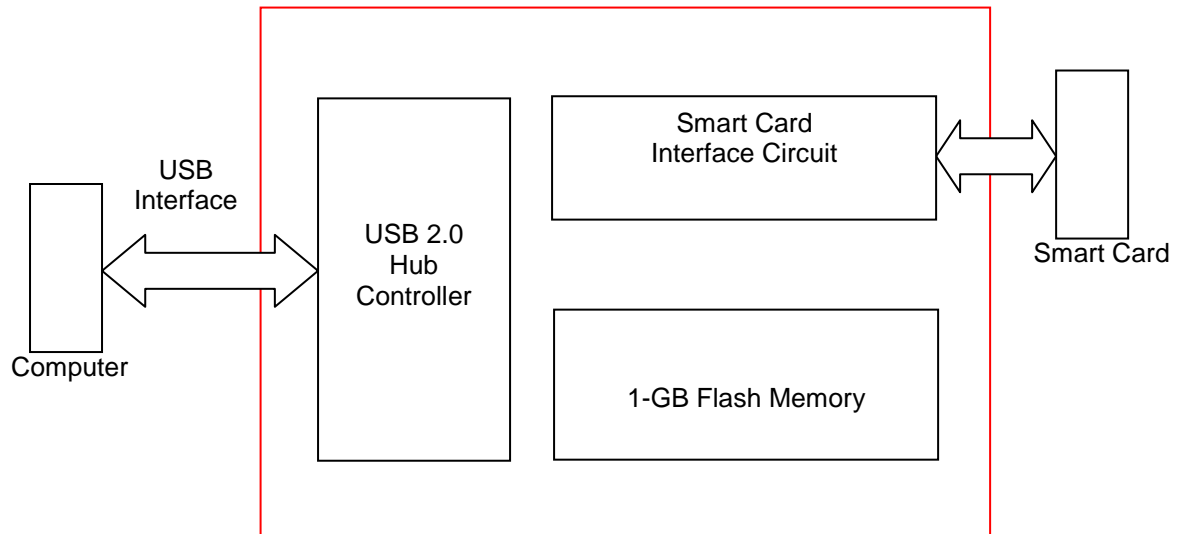 USB
Interface
Computer
USB 2.0
Hub
Controller
Smart Card
Interface Circuit
1-GB Flash Memory
Smart Card